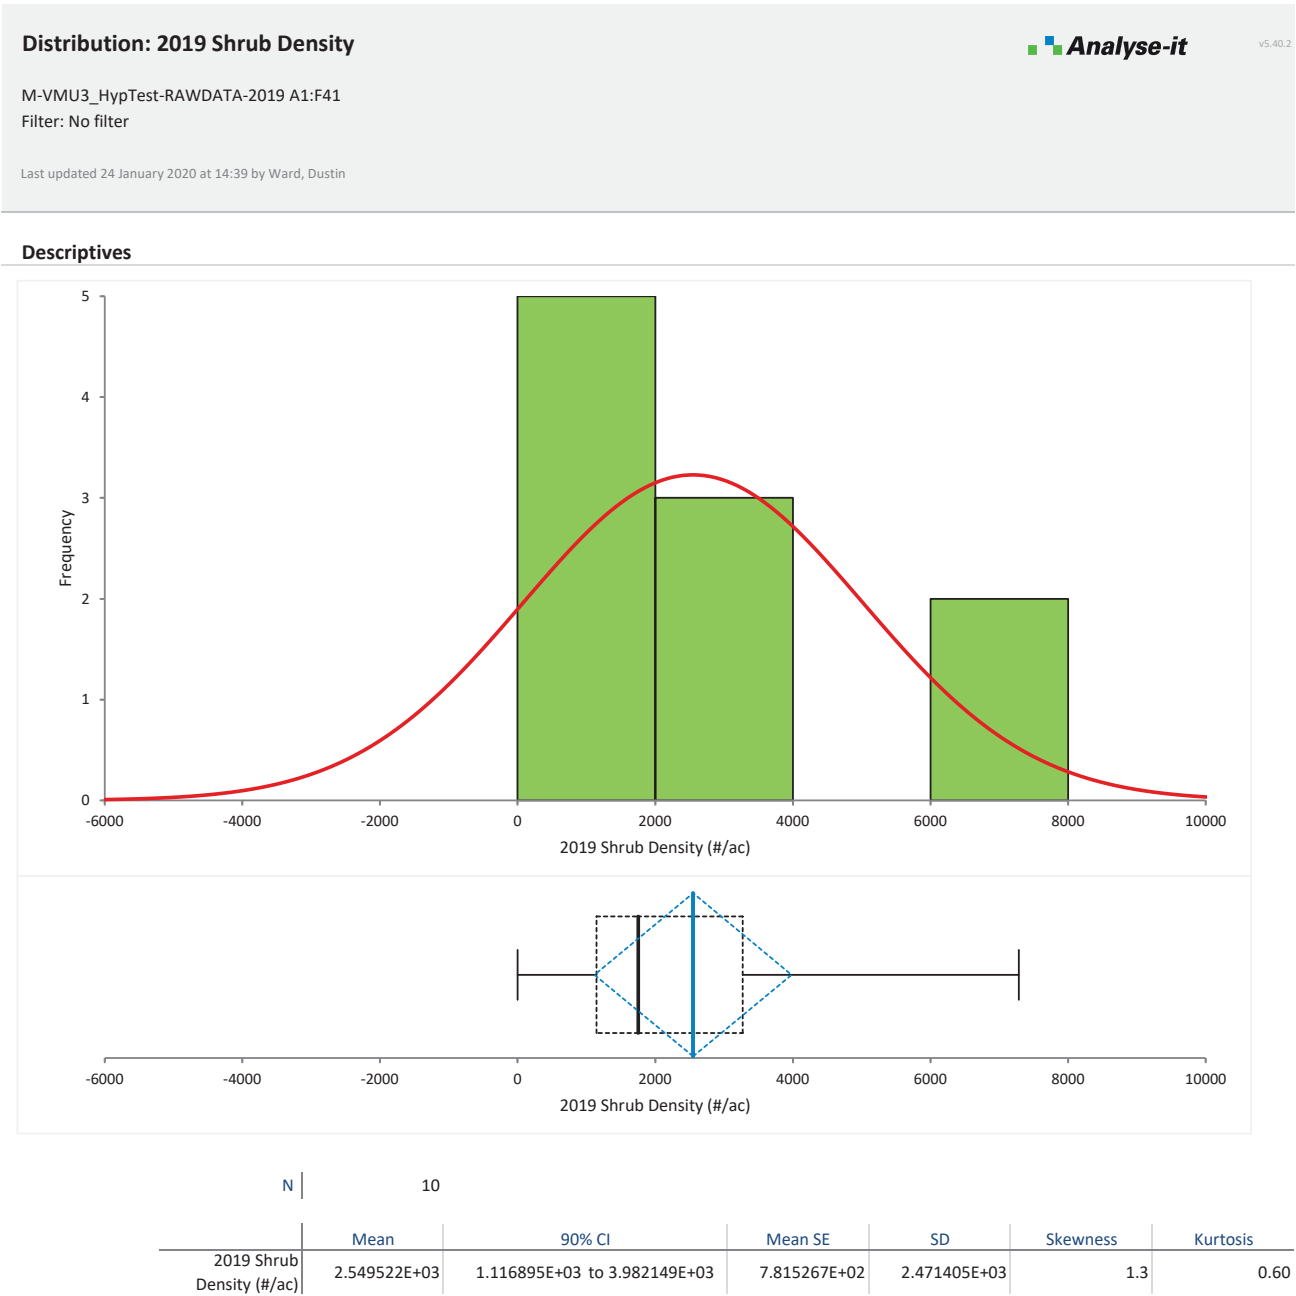 Distribution: 2019 Shrub Density
Analyse-it
v5.40.2
M-VMU3_HypTest-RAWDATA-2019 A1:F41
Filter: No filter
Last updated 24 January 2020 at 14:39 by Ward, Dustin
Descriptives
5
4
3
2
1
0
Frequency
-6000 -4000 -2000 0 2000 4000 6000 8000 10000
2019 Shrub Density (#/ac)
-6000 -4000 -2000 0 2000 4000 6000 8000 10000
2019 Shrub Density (#/ac)
N 10
Mean 90% CI Mean SE SD Skewness Kurtosis
2019 Shrub
Density (#/ac) 2.549522E+03 1.116895E+03 to 3.982149E+03 7.815267E+02 2.471405E+03 1.3 0.60